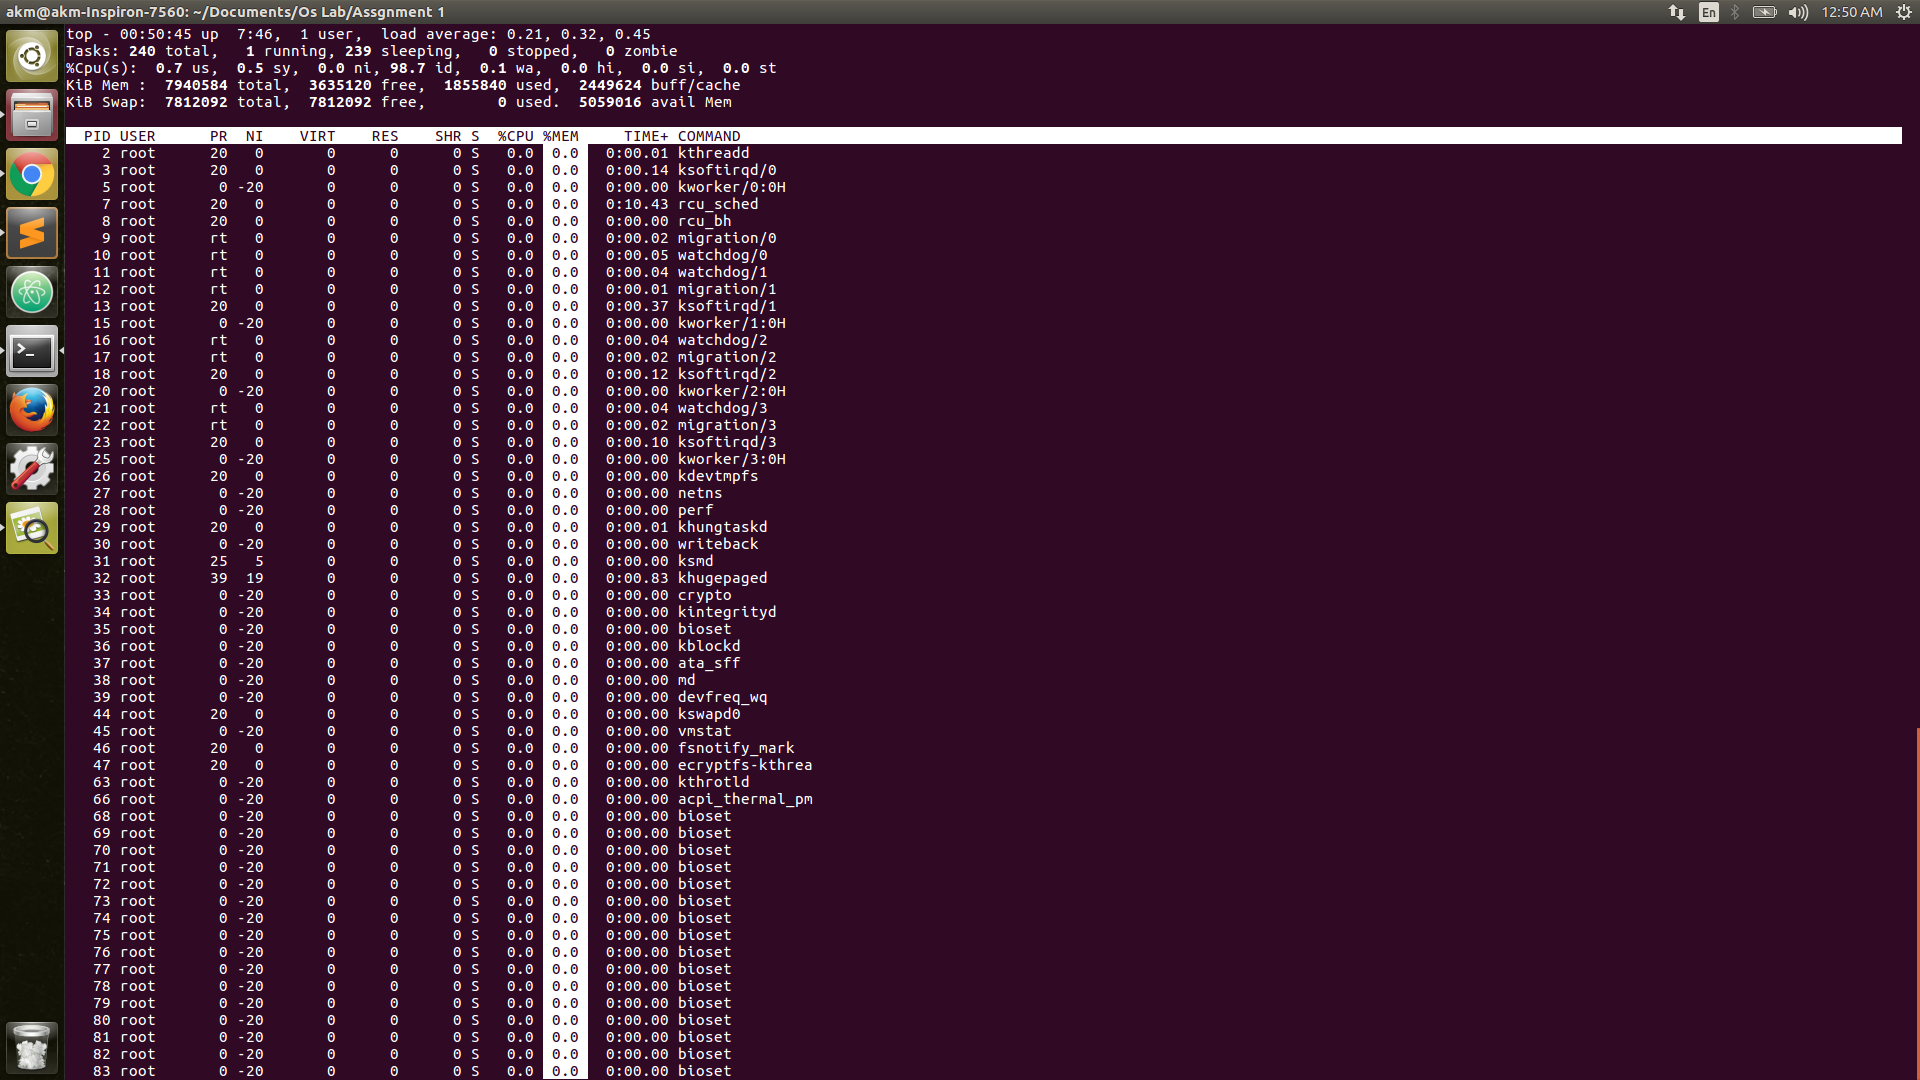 akm@akm-Inspiron-7560: ~/Documents/Os Lab/Assgnment 1 En 12:50 AM
top - 00:50:45 up  7:46,  1 user,  load average: 0.21, 0.32, 0.45
Tasks: 240 total,   1 running, 239 sleeping,   0 stopped,   0 zombie
%Cpu(s):  0.7 us,  0.5 sy,  0.0 ni, 98.7 id,  0.1 wa,  0.0 hi,  0.0 si,  0.0 st
KiB Mem :  7940584 total,  3635120 free,  1855840 used,  2449624 buff/cache
KiB Swap:  7812092 total,  7812092 free,        0 used.  5059016 avail Mem
PID USER PR NI VIRT RES SHR S %CPU %MEM TIME+ COMMAND
2 root 20 0 0 0 0 S 0.0 0.0 0:00.01 kthreadd
3 root 20 0 0 0 0 S 0.0 0.0 0:00.14 ksoftirqd/0
5 root 0 -20 0 0 0 S 0.0 0.0 0:00.00 kworker/0:0H
7 root 20 0 0 0 0 S 0.0 0.0 0:10.43 rcu_sched
8 root 20 0 0 0 0 S 0.0 0.0 0:00.00 rcu_bh
9 root rt 0 0 0 0 S 0.0 0.0 0:00.02 migration/0
10 root rt 0 0 0 0 S 0.0 0.0 0:00.05 watchdog/0
11 root rt 0 0 0 0 S 0.0 0.0 0:00.04 watchdog/1
12 root rt 0 0 0 0 S 0.0 0.0 0:00.01 migration/1
13 root 20 0 0 0 0 S 0.0 0.0 0:00.37 ksoftirqd/1
15 root 0 -20 0 0 0 S 0.0 0.0 0:00.00 kworker/1:0H
16 root rt 0 0 0 0 S 0.0 0.0 0:00.04 watchdog/2
17 root rt 0 0 0 0 S 0.0 0.0 0:00.02 migration/2
18 root 20 0 0 0 0 S 0.0 0.0 0:00.12 ksoftirqd/2
20 root 0 -20 0 0 0 S 0.0 0.0 0:00.00 kworker/2:0H
21 root rt 0 0 0 0 S 0.0 0.0 0:00.04 watchdog/3
22 root rt 0 0 0 0 S 0.0 0.0 0:00.02 migration/3
23 root 20 0 0 0 0 S 0.0 0.0 0:00.10 ksoftirqd/3
25 root 0 -20 0 0 0 S 0.0 0.0 0:00.00 kworker/3:0H
26 root 20 0 0 0 0 S 0.0 0.0 0:00.00 kdevtmpfs
27 root 0 -20 0 0 0 S 0.0 0.0 0:00.00 netns
28 root 0 -20 0 0 0 S 0.0 0.0 0:00.00 perf
29 root 20 0 0 0 0 S 0.0 0.0 0:00.01 khungtaskd
30 root 0 -20 0 0 0 S 0.0 0.0 0:00.00 writeback
31 root 25 5 0 0 0 S 0.0 0.0 0:00.00 ksmd
32 root 39 19 0 0 0 S 0.0 0.0 0:00.83 khugepaged
33 root 0 -20 0 0 0 S 0.0 0.0 0:00.00 crypto
34 root 0 -20 0 0 0 S 0.0 0.0 0:00.00 kintegrityd
35 root 0 -20 0 0 0 S 0.0 0.0 0:00.00 bioset
36 root 0 -20 0 0 0 S 0.0 0.0 0:00.00 kblockd
37 root 0 -20 0 0 0 S 0.0 0.0 0:00.00 ata_sff
38 root 0 -20 0 0 0 S 0.0 0.0 0:00.00 md
39 root 0 -20 0 0 0 S 0.0 0.0 0:00.00 devfreq_wq
44 root 20 0 0 0 0 S 0.0 0.0 0:00.00 kswapd0
45 root 0 -20 0 0 0 S 0.0 0.0 0:00.00 vmstat
46 root 20 0 0 0 0 S 0.0 0.0 0:00.00 fsnotify_mark
47 root 20 0 0 0 0 S 0.0 0.0 0:00.00 ecryptfs-kthrea
63 root 0 -20 0 0 0 S 0.0 0.0 0:00.00 kthrotld
66 root 0 -20 0 0 0 S 0.0 0.0 0:00.00 acpi_thermal_pm
68 root 0 -20 0 0 0 S 0.0 0.0 0:00.00 bioset
69 root 0 -20 0 0 0 S 0.0 0.0 0:00.00 bioset
70 root 0 -20 0 0 0 S 0.0 0.0 0:00.00 bioset
71 root 0 -20 0 0 0 S 0.0 0.0 0:00.00 bioset
72 root 0 -20 0 0 0 S 0.0 0.0 0:00.00 bioset
73 root 0 -20 0 0 0 S 0.0 0.0 0:00.00 bioset
74 root 0 -20 0 0 0 S 0.0 0.0 0:00.00 bioset
75 root 0 -20 0 0 0 S 0.0 0.0 0:00.00 bioset
76 root 0 -20 0 0 0 S 0.0 0.0 0:00.00 bioset
77 root 0 -20 0 0 0 S 0.0 0.0 0:00.00 bioset
78 root 0 -20 0 0 0 S 0.0 0.0 0:00.00 bioset
79 root 0 -20 0 0 0 S 0.0 0.0 0:00.00 bioset
80 root 0 -20 0 0 0 S 0.0 0.0 0:00.00 bioset
81 root 0 -20 0 0 0 S 0.0 0.0 0:00.00 bioset
82 root 0 -20 0 0 0 S 0.0 0.0 0:00.00 bioset
83 root 0 -20 0 0 0 S 0.0 0.0 0:00.00 bioset